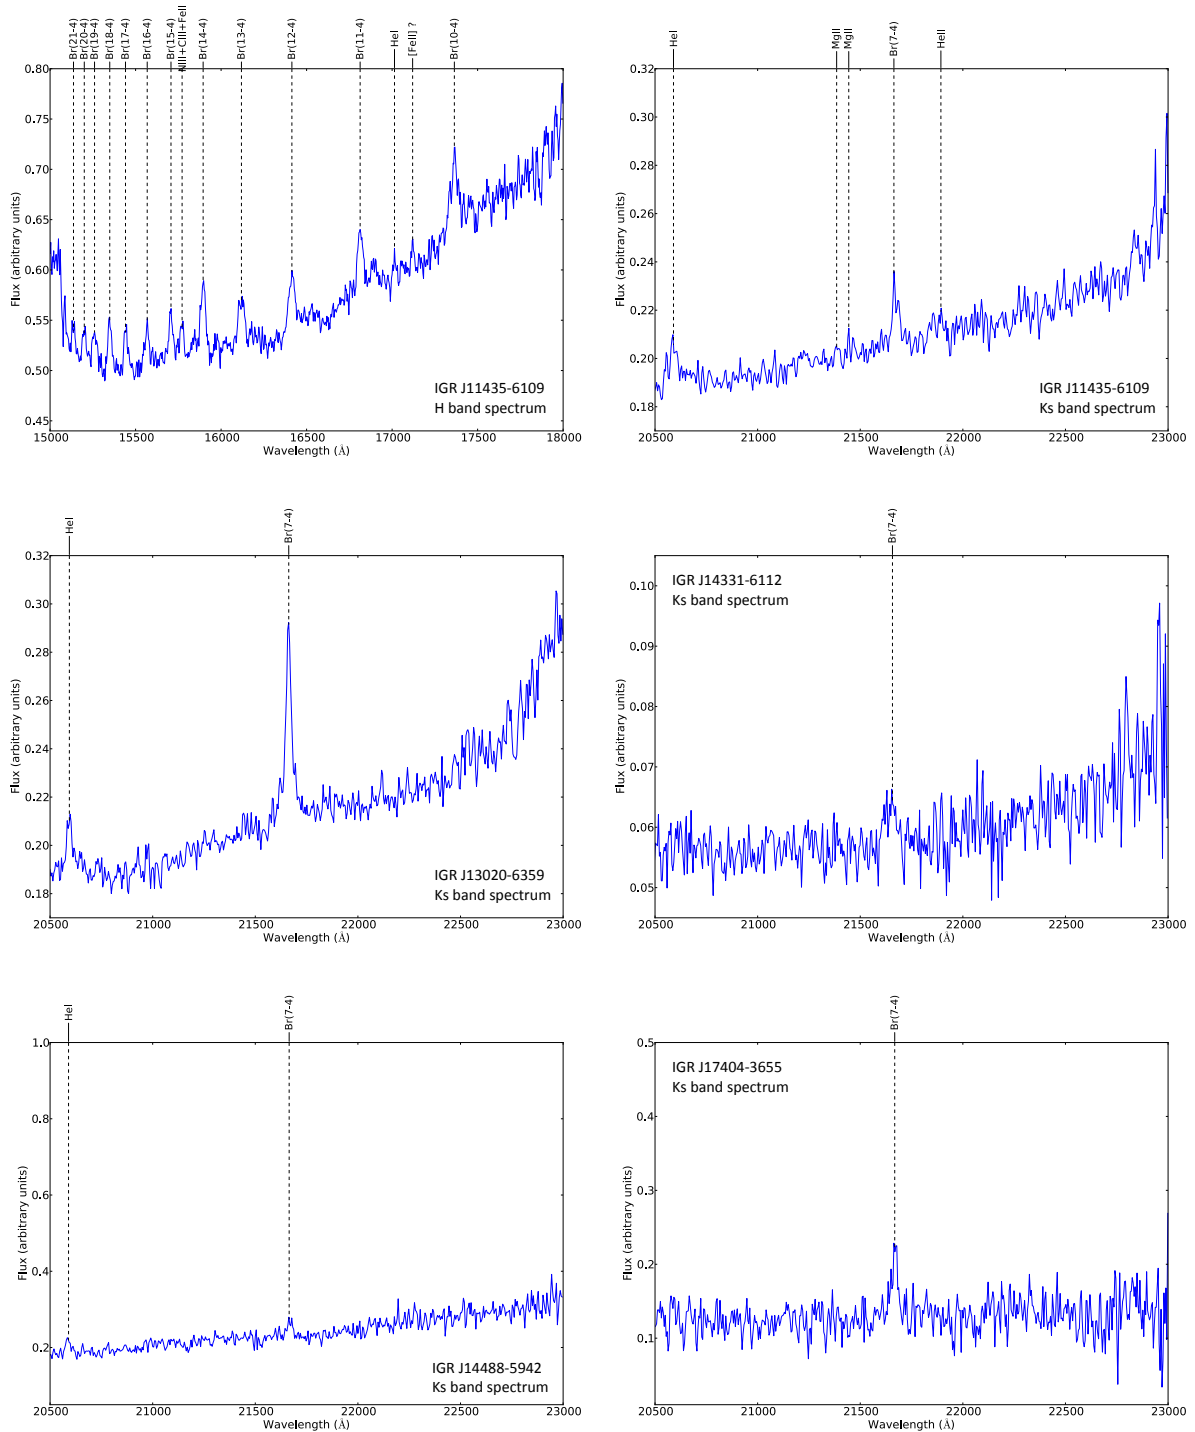 Br(21-4)
Br(20-4)
Br(19-4)
Br(18-4)
Br(17-4)
Br(16-4)
Br(15-4)
NIII+CIII+FeII
Br(14-4)
Br(13-4)
Br(12-4)
Br(11-4)
HeI
[FeII] ?
Br(10-4)
0.80
0.75
0.70
0.65
0.60
0.55
0.50
0.45
Flux (arbitrary units)
IGR J11435-6109
H band spectrum
15000 15500 16000 16500 17000 17500 18000
Wavelength (Å)
HeI
MgII
MgII
Br(7-4)
HeII
0.32
0.30
0.28
0.26
0.24
0.22
0.20
0.18
Flux (arbitrary units)
IGR J11435-6109
Ks band spectrum
20500 21000 21500 22000 22500 23000
Wavelength (Å)
HeI
Br(7-4)
0.32
0.30
0.28
0.26
0.24
0.22
0.20
0.18
Flux (arbitrary units)
IGR J13020-6359
Ks band spectrum
20500 21000 21500 22000 22500 23000
Wavelength (Å)
Br(7-4)
IGR J14331-6112
Ks band spectrum
0.10
0.09
0.08
0.07
0.06
0.05
Flux (arbitrary units)
20500 21000 21500 22000 22500 23000
Wavelength (Å)
HeI
Br(7-4)
1.0
0.8
0.6
0.4
0.2
Flux (arbitrary units)
IGR J14488-5942
Ks band spectrum
20500 21000 21500 22000 22500 23000
Wavelength (Å)
Br(7-4)
IGR J17404-3655
Ks band spectrum
0.5
0.4
0.3
0.2
0.1
Flux (arbitrary units)
20500 21000 21500 22000 22500 23000
Wavelength (Å)